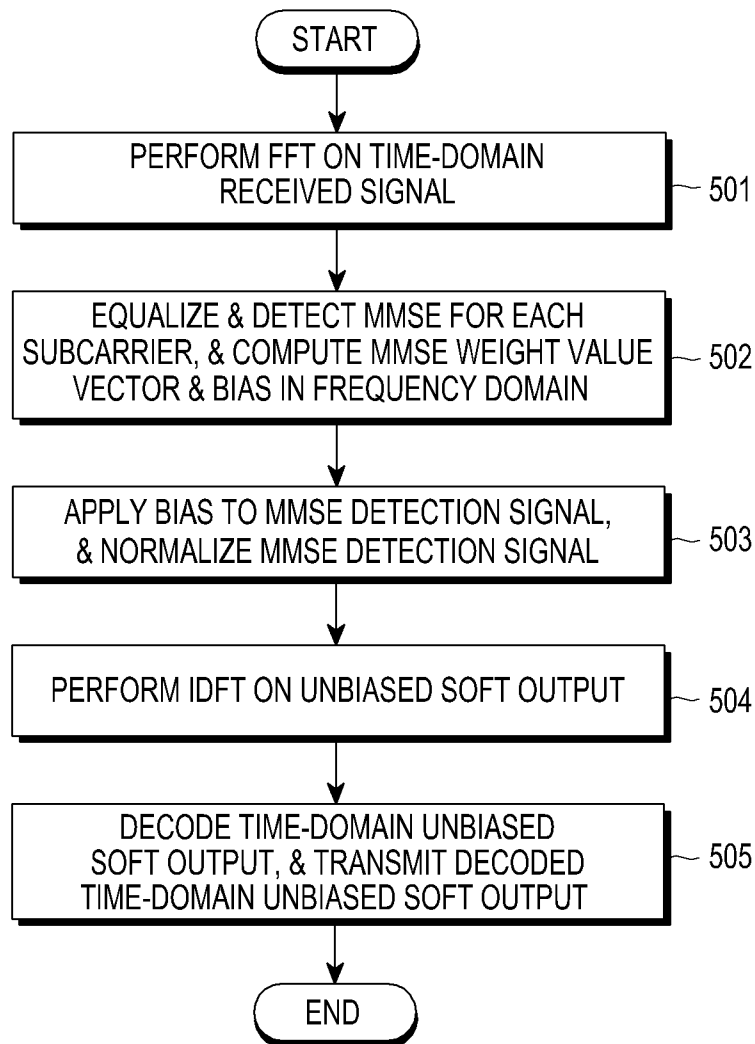 START
PERFORM FFT ON TIME-DOMAIN
RECEIVED SIGNAL
501
EQUALIZE & DETECT MMSE FOR EACH
SUBCARRIER, & COMPUTE MMSE WEIGHT VALUE
VECTOR & BIAS IN FREQUENCY DOMAIN
502
APPLY BIAS TO MMSE DETECTION SIGNAL,
& NORMALIZE MMSE DETECTION SIGNAL
503
PERFORM IDFT ON UNBIASED SOFT OUTPUT
504
DECODE TIME-DOMAIN UNBIASED
SOFT OUTPUT, & TRANSMIT DECODED
TIME-DOMAIN UNBIASED SOFT OUTPUT
505
END